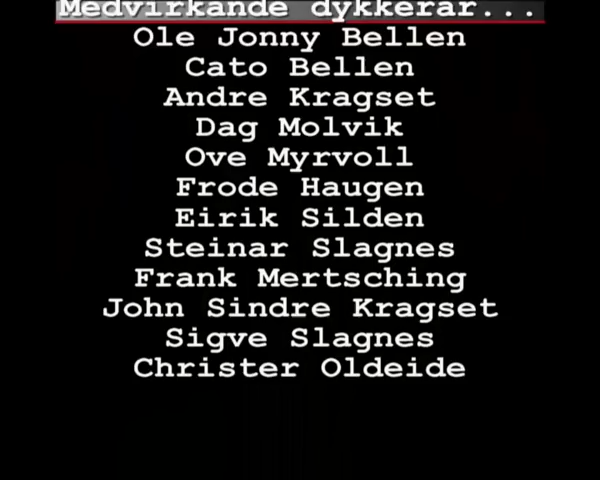 Medvirkande dykkerar...
Ole Jonny Bellen
Cato Bellen
Andre Kragset
Dag Molvik
Ove Myrvoll
Frode Haugen
Eirik Silden
Steinar Slagnes
Frank Mertsching
John Sindre Kragset
Sigve Slagnes
Christer Oldeide